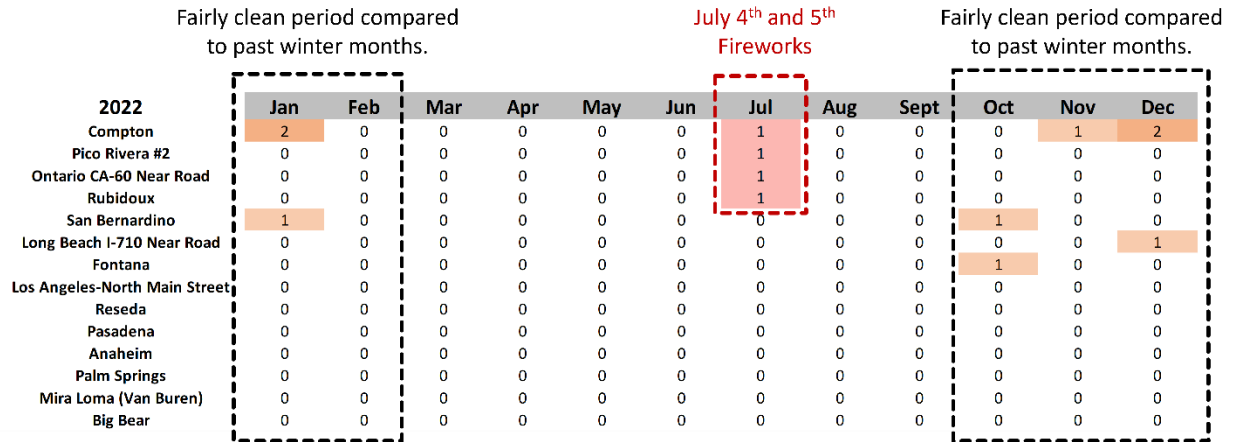 Fairly clean period compared
to past winter months.
July 4th and 5th
Fireworks
Fairly clean period compared
to past winter months.
2022 Jan Feb Mar Apr May Jun Jul Aug Sept Oct Nov Dec
Compton 2 0 0 0 0 0 1 0 0 0 1 2
Pico Rivera #2 0 0 0 0 0 0 1 0 0 0 0 0
Ontario CA-60 Near Road 0 0 0 0 0 0 1 0 0 0 0 0
Rubidoux 0 0 0 0 0 0 1 0 0 0 0 0
San Bernardino 1 0 0 0 0 0 0 0 0 1 0 0
Long Beach I-710 Near Road 0 0 0 0 0 0 0 0 0 0 0 1
Fontana 0 0 0 0 0 0 0 0 0 1 0 0
Los Angeles-North Main Street 0 0 0 0 0 0 0 0 0 0 0 0
Reseda 0 0 0 0 0 0 0 0 0 0 0 0
Pasadena 0 0 0 0 0 0 0 0 0 0 0 0
Anaheim 0 0 0 0 0 0 0 0 0 0 0 0
Palm Springs 0 0 0 0 0 0 0 0 0 0 0 0
Mira Loma (Van Buren) 0 0 0 0 0 0 0 0 0 0 0 0
Big Bear 0 0 0 0 0 0 0 0 0 0 0 0